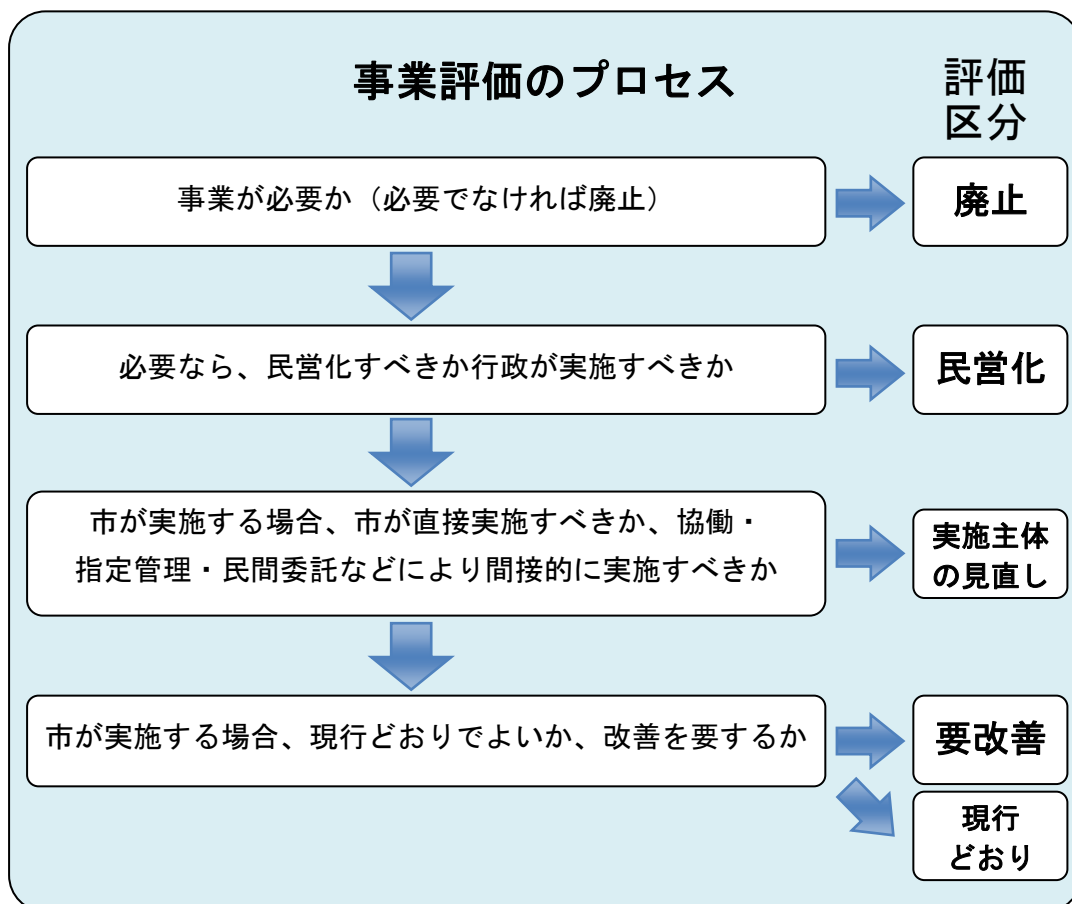 事業評価のプロセス
評価
区分
事業が必要か（必要でなければ廃止）
廃止
必要なら、民営化すべきか行政が実施すべきか
民営化
市が実施する場合、市が直接実施すべきか、協働・
指定管理・民間委託などにより間接的に実施すべきか
実施主体
の見直し
市が実施する場合、現行どおりでよいか、改善を要するか
要改善
現行
どおり